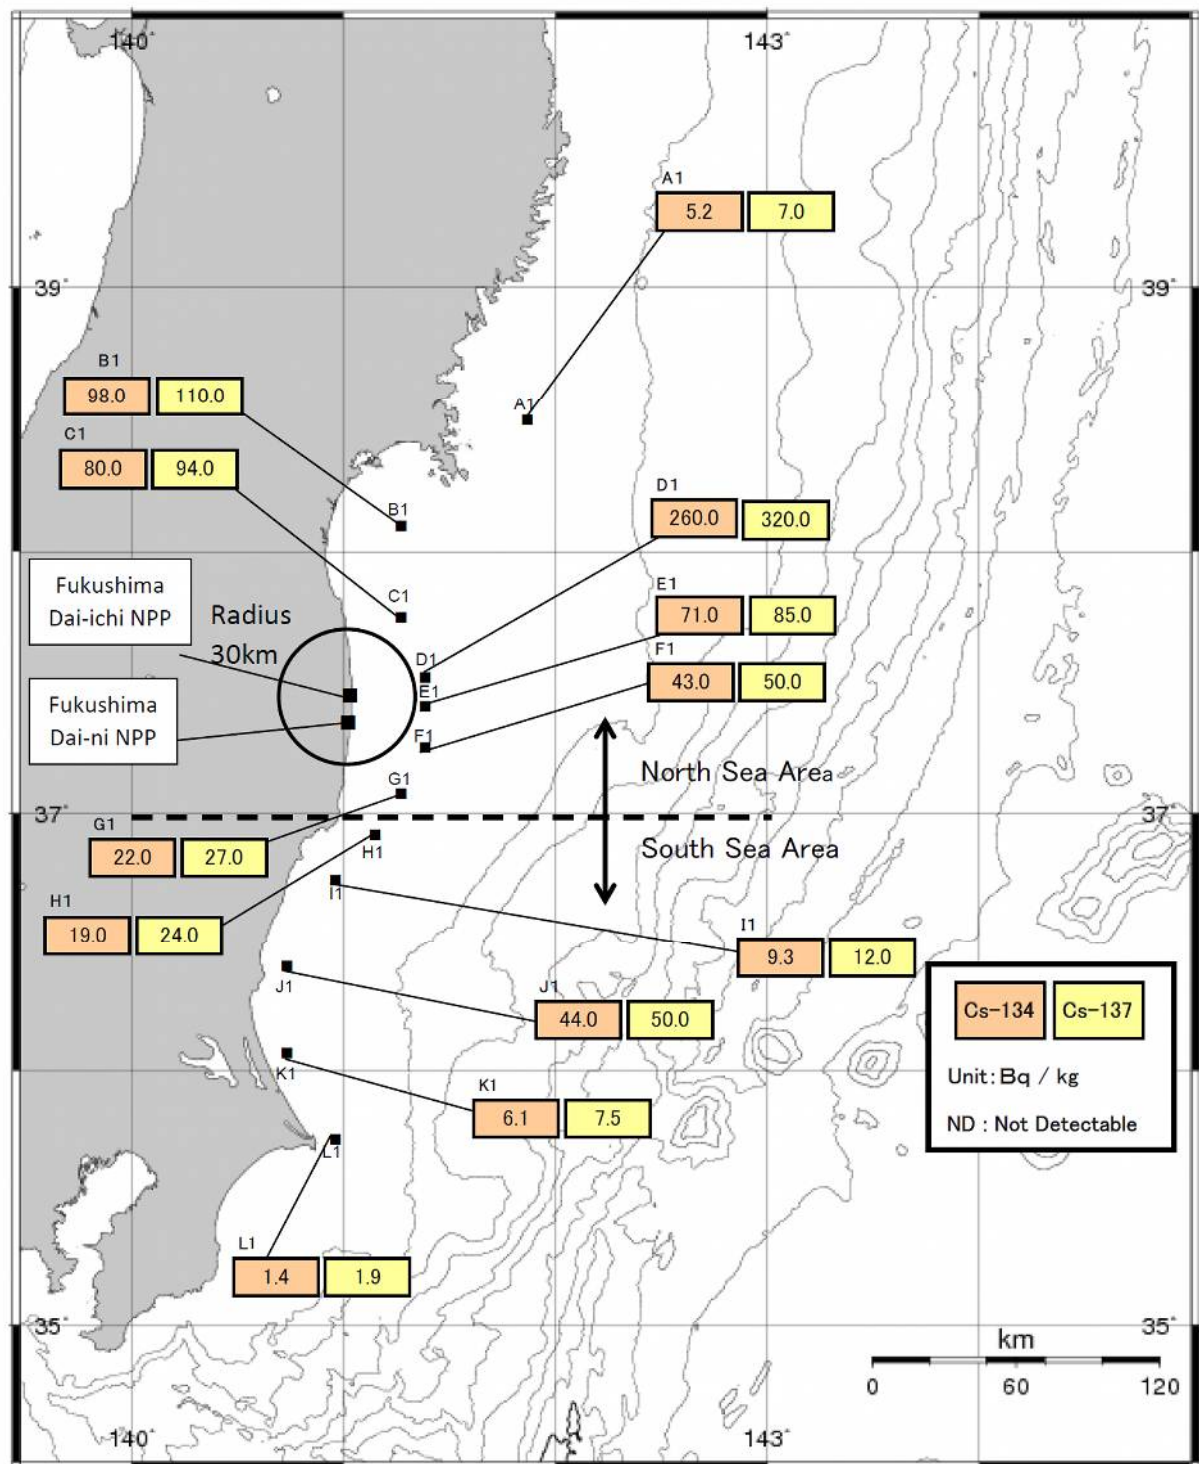 140°
143°
A1
5.2
7.0
39°
39°
B1
98.0
110.0
A1
C1
80.0
94.0
D1
260.0
320.0
B1
Fukushima
Dai-ichi NPP
Radius
30km
C1
E1
71.0
85.0
D1
F1
43.0
50.0
E1
Fukushima
Dai-ni NPP
F1
North Sea Area
G1
37°
37°
G1
22.0
27.0
H1
South Sea Area
I1
H1
19.0
24.0
I1
9.3
12.0
J1
J1
44.0
50.0
Cs-134
Cs-137
Unit: Bq / kg
ND : Not Detectable
K1
K1
6.1
7.5
L1
L1
1.4
1.9
35°
35°
km
0
60
120
140°
143°